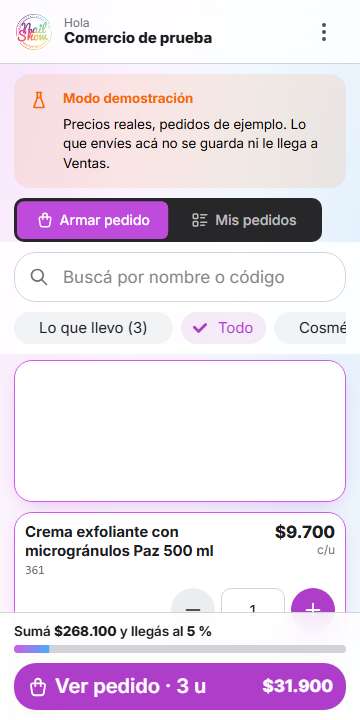 Nail
Show
Hola
Comercio de prueba
Modo demostración
Precios reales, pedidos de ejemplo. Lo
que envíes acá no se guarda ni le llega a
Ventas.
Armar pedido
Mis pedidos
Buscá por nombre o código
Lo que llevo (3)
Todo
Cosmé
Crema exfoliante con
microgránulos Paz 500 ml
$9.700
c/u
361
1
Sumá $268.100 y llegás al 5 %
Ver pedido · 3 u
$31.900